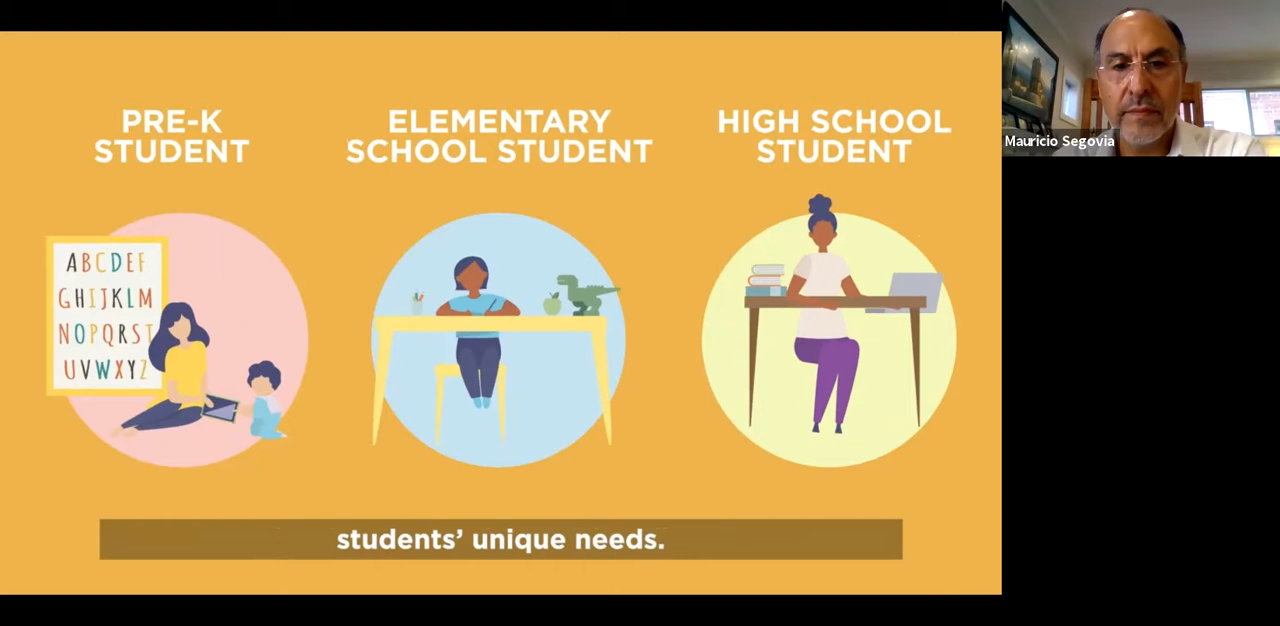 PRE-K
STUDENT
ELEMENTARY
SCHOOL STUDENT
HIGH SCHOOL
STUDENT
ABCDEF
GHIJKLM
NOPQRST
UVWXYZ
students’ unique needs.
Mauricio Segovia